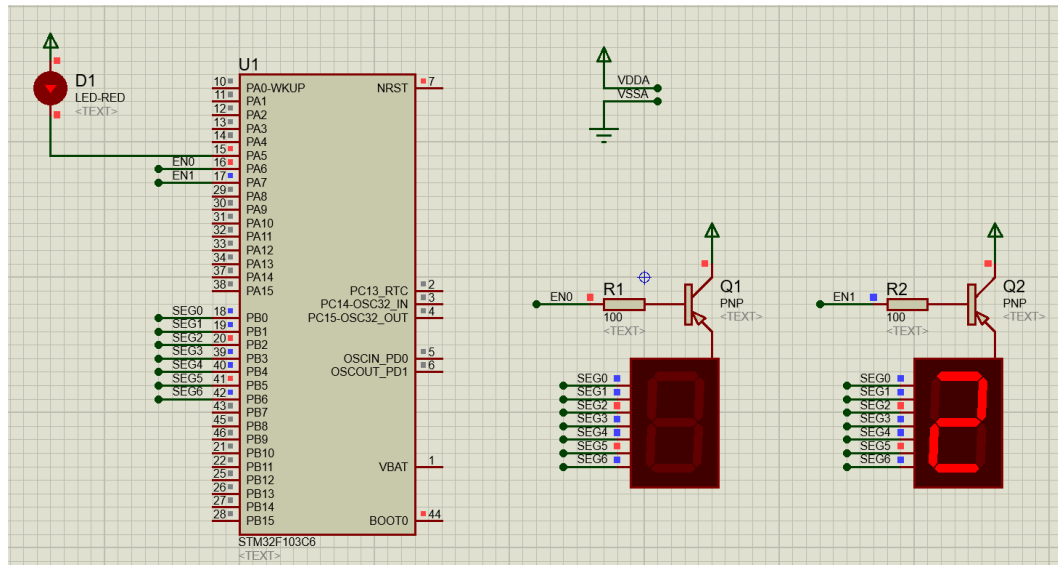 D1
LED-RED
<TEXT>
U1
10 PA0-WKUP NRST 7
11 PA1
12 PA2
13 PA3
14 PA4
15 PA5
EN0 16 PA6
EN1 17 PA7
29 PA8
30 PA9
31 PA10
32 PA11
33 PA12
34 PA13
37 PA14
38 PA15
PC13_RTC 2
PC14-OSC32_IN 3
PC15-OSC32_OUT 4
SEG0 18 PB0
SEG1 19 PB1
SEG2 20 PB2
SEG3 39 PB3
SEG4 40 PB4
SEG5 41 PB5
SEG6 42 PB6
43 PB7
45 PB8
46 PB9
21 PB10
22 PB11
25 PB12
26 PB13
27 PB14
28 PB15
OSCIN_PD0 5
OSCOUT_PD1 6
VBAT 1
BOOT0 44
STM32F103C6
<TEXT>
VDDA
VSSA
EN0
R1
100
<TEXT>
Q1
PNP
<TEXT>
SEG0
SEG1
SEG2
SEG3
SEG4
SEG5
SEG6
EN1
R2
100
<TEXT>
Q2
PNP
<TEXT>
SEG0
SEG1
SEG2
SEG3
SEG4
SEG5
SEG6
2